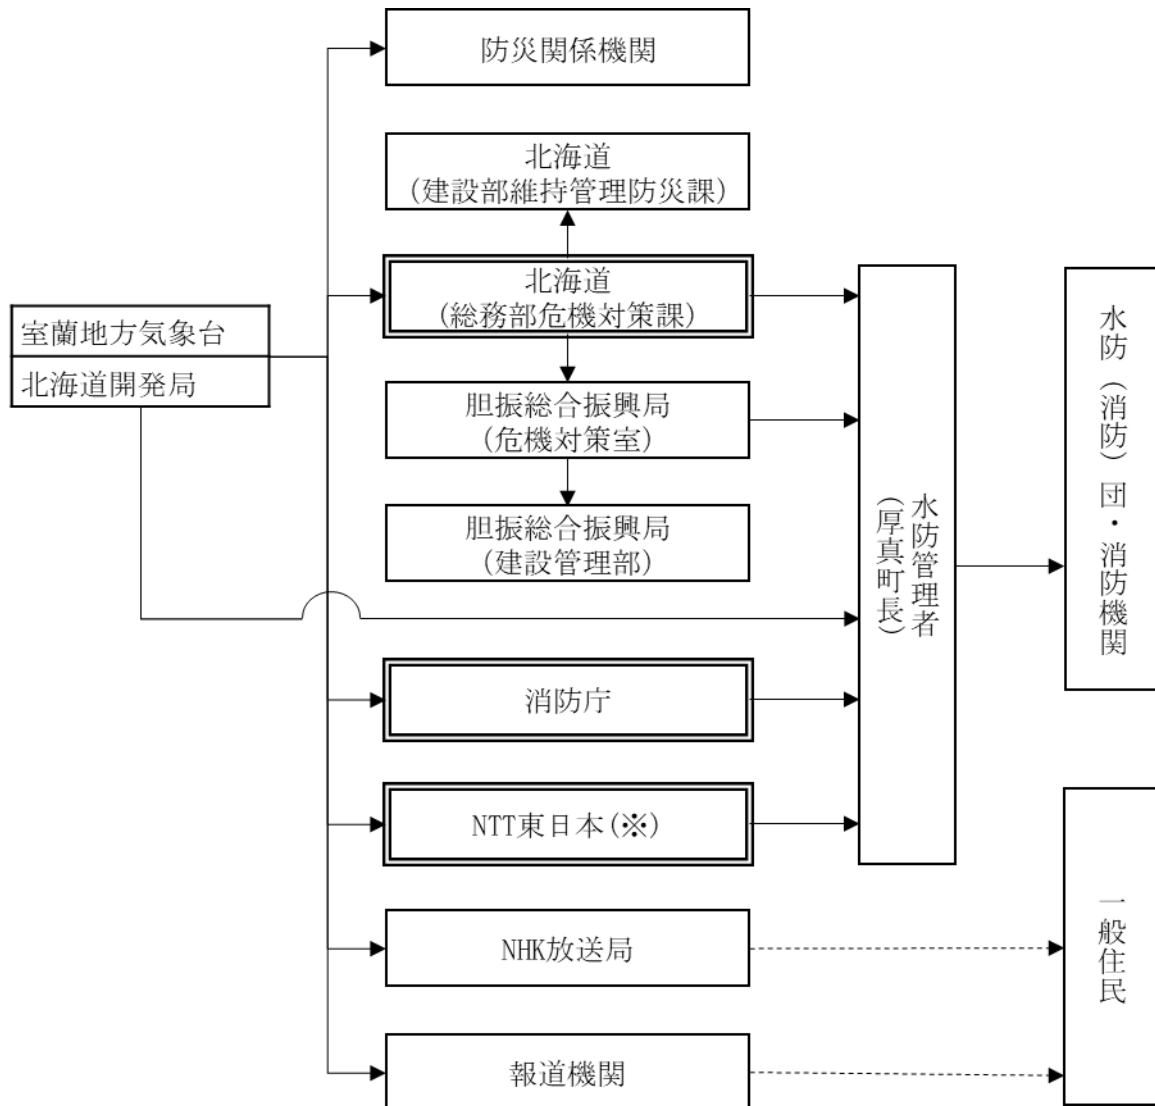 防災関係機関
北海道
(建設部維持管理防災課)
北海道
(総務部危機対策課)
室蘭地方気象台
北海道開発局
胆振総合振興局
(危機対策室)
胆振総合振興局
(建設管理部)
消防庁
NTT東日本(※)
NHK放送局
報道機関
水防管理者
(厚真町長)
水防(消防)団・消防機関
一般住民